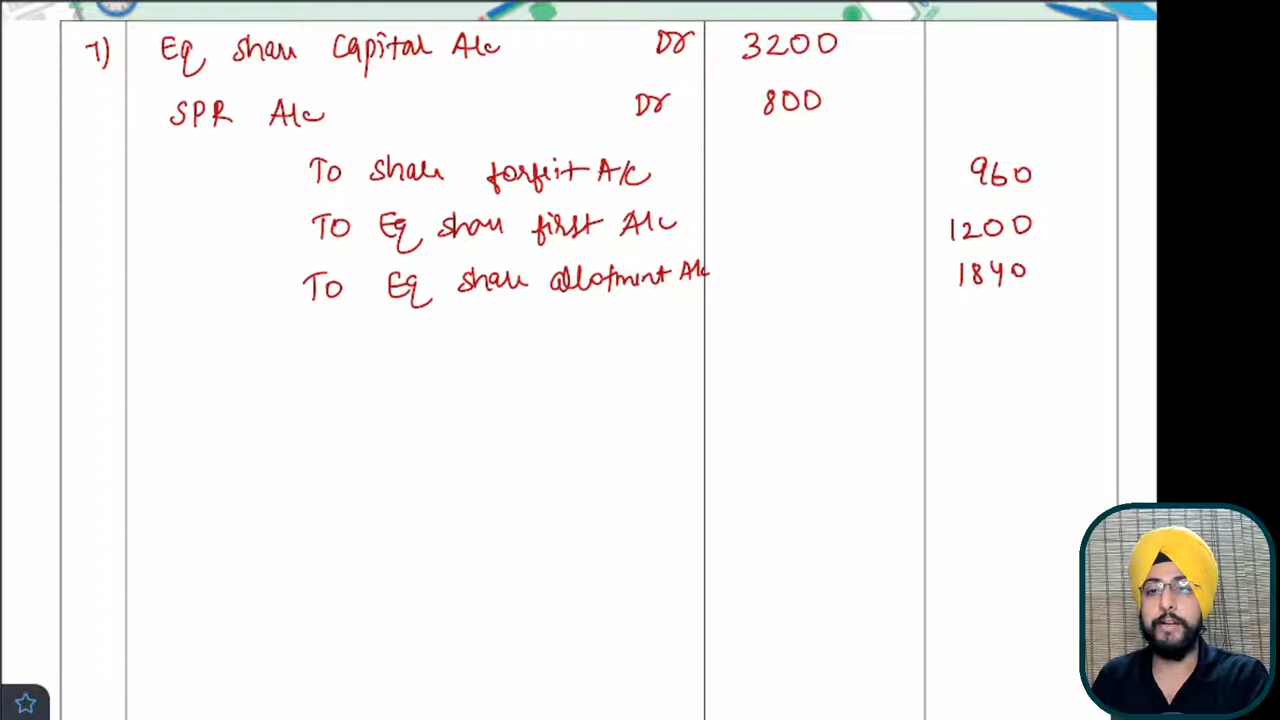 7) Eq share Capital A/c Dr 3200
SPR A/c Dr 800
To share forfeit A/c 960
To Eq share first A/c 1200
To Eq share allotment A/c 1840